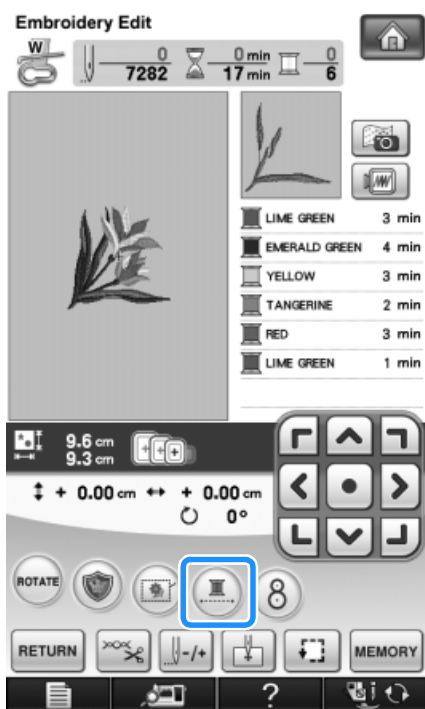 Embroidery Edit
W
0 0 min 0
7282 17 min 6
LIME GREEN 3 min
EMERALD GREEN 4 min
YELLOW 3 min
TANGERINE 2 min
RED 3 min
LIME GREEN 1 min
9.6 cm
9.3 cm
+ 0.00 cm + 0.00 cm
0°
ROTATE
8
RETURN -/+ MEMORY
? i